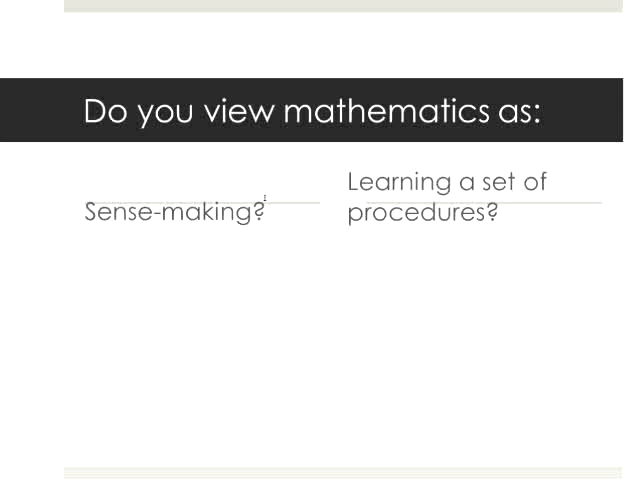 Do you view mathematics as:
Sense-making?
Learning a set of
procedures?